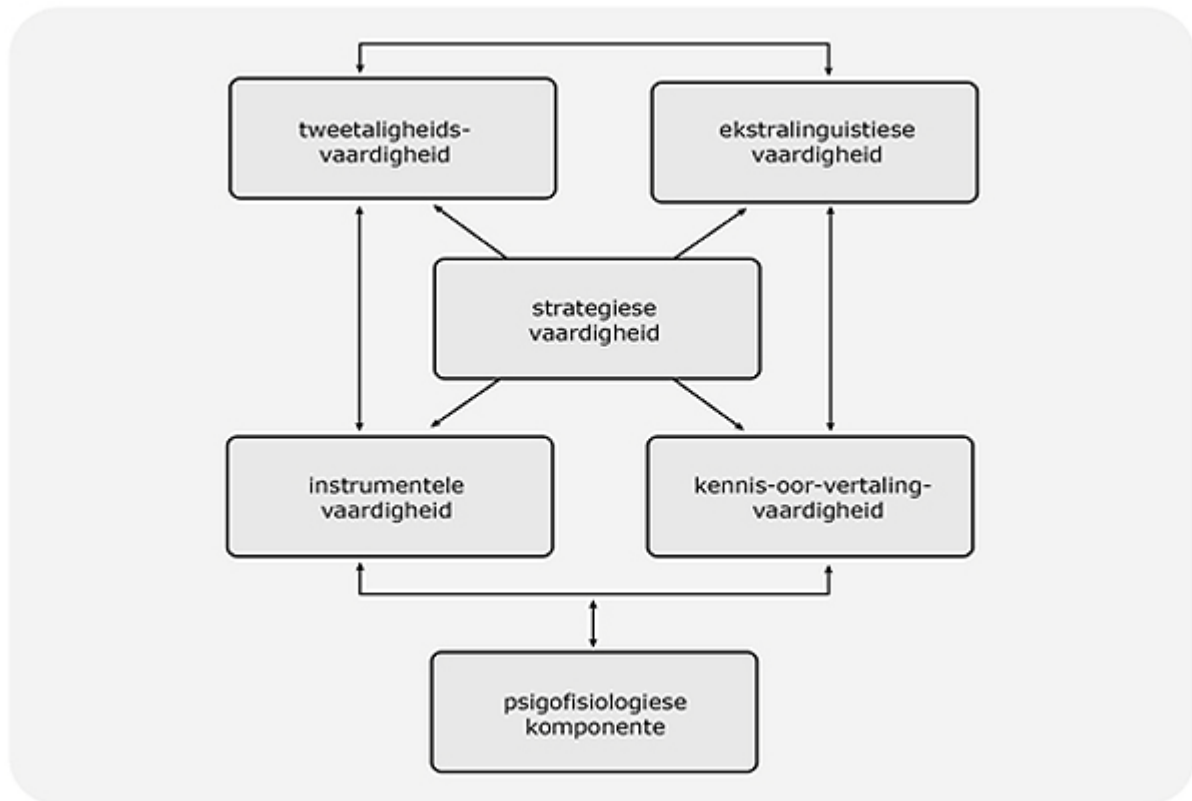 tweetaligheids-
vaardigheid
ekstralinguistiese
vaardigheid
strategiese
vaardigheid
instrumentele
vaardigheid
kennis-oor-vertaling-
vaardigheid
psigofisiologiese
komponente